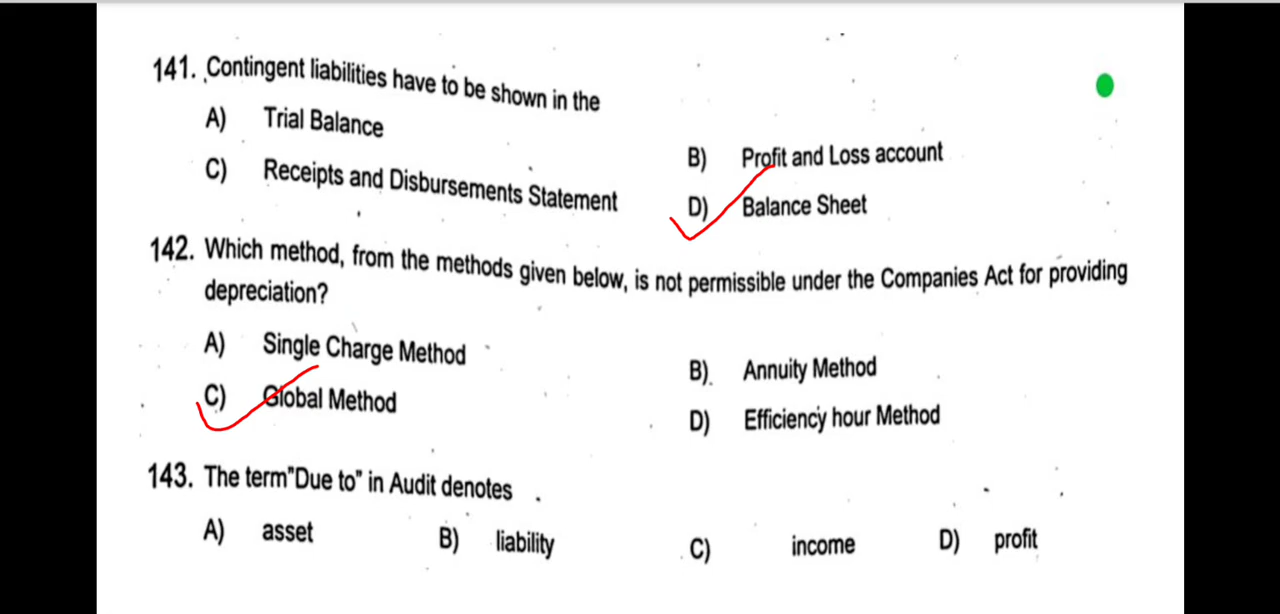 141. Contingent liabilities have to be shown in the
A) Trial Balance
B) Profit and Loss account
C) Receipts and Disbursements Statement
D) Balance Sheet
142. Which method, from the methods given below, is not permissible under the Companies Act for providing
depreciation?
A) Single Charge Method
B) Annuity Method
C) Global Method
D) Efficiency hour Method
143. The term"Due to" in Audit denotes
A) asset B) liability C) income D) profit